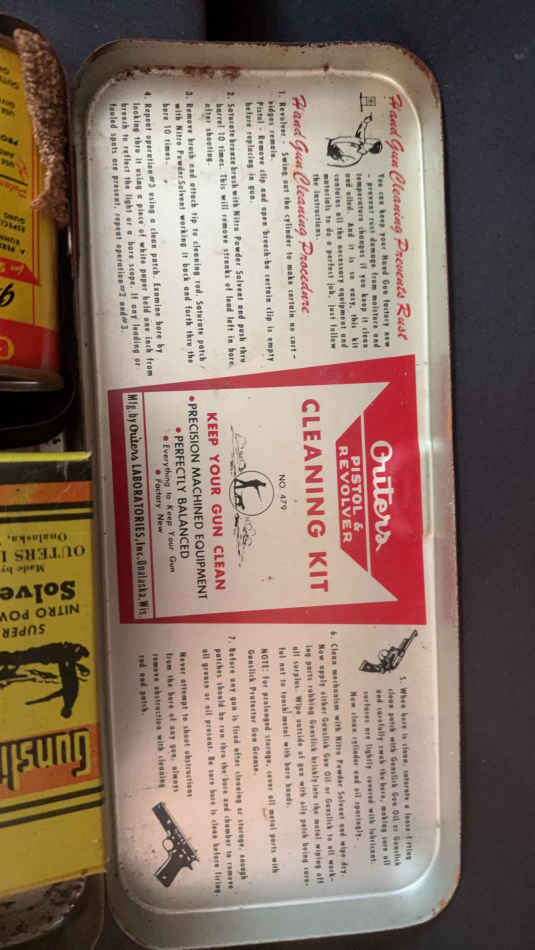 Hand Gun Cleaning Prevents Rust
You can keep your Hand Gun factory new
- prevent rust damage from moisture and
temperature changes if you keep it clean
and oiled. And it is so easy, this kit
contains all the necessary equipment and
materials to do a perfect job. Just follow
the instructions.
Hand Gun Cleaning Procedure
1. Revolver - Swing out the cylinder to make certain no cart-
ridges remain.
Pistol - Remove clip and open breech-be certain clip is empty
before replacing in gun.
2. Saturate bronze brush with Nitro Powder Solvent and push thru
barrel 10 times. This will remove streaks of lead left in bore
after shooting.
3. Remove brush and attach tip to cleaning rod. Saturate patch
with Nitro Powder Solvent working it back and forth thru the
bore 10 times.
4. Repeat operation #3 using a clean patch. Examine bore by
looking thru it using a piece of white paper held one inch from
breech to reflect the light or a bore scope. If any leading or
fouled spots are present, repeat operation #2 and #3.
Outers
PISTOL &
REVOLVER
CLEANING KIT
NO. 479
KEEP YOUR GUN CLEAN
• PRECISION MACHINED EQUIPMENT
• PERFECTLY BALANCED
• Everything to Keep Your Gun
• Factory New
Mfg. by Outers LABORATORIES, Inc. Onalaska, Wis.
5. When bore is clean, saturate a loose fitting
clean patch with Gunslick Gun Oil or Gunslick
and carefully swab the bore, making sure all
surfaces are lightly covered with lubricant.
Now clean cylinder and oil sparingly.
6. Clean mechanism with Nitro Powder Solvent and wipe dry.
Now apply either Gunslick Gun Oil or Gunslick to all work-
ing parts rubbing Gunslick briskly into the metal wiping off
all surplus. Wipe outside of gun with oily patch being care-
ful not to touch metal with bare hands.
NOTE: For prolonged storage, cover all metal parts with
Gunslick Protector Gun Grease.
7. Before any gun is fired after cleaning or storage, enough
patches should be run thru the bore and chamber to remove
all grease or oil present. Be sure bore is clean before firing.
Never attempt to shoot obstructions
from the bore of any gun, always
remove obstruction with cleaning
rod and patch.
SUPER
NITRO POW
Solve
Made by
OUTERS L
Onalaska,